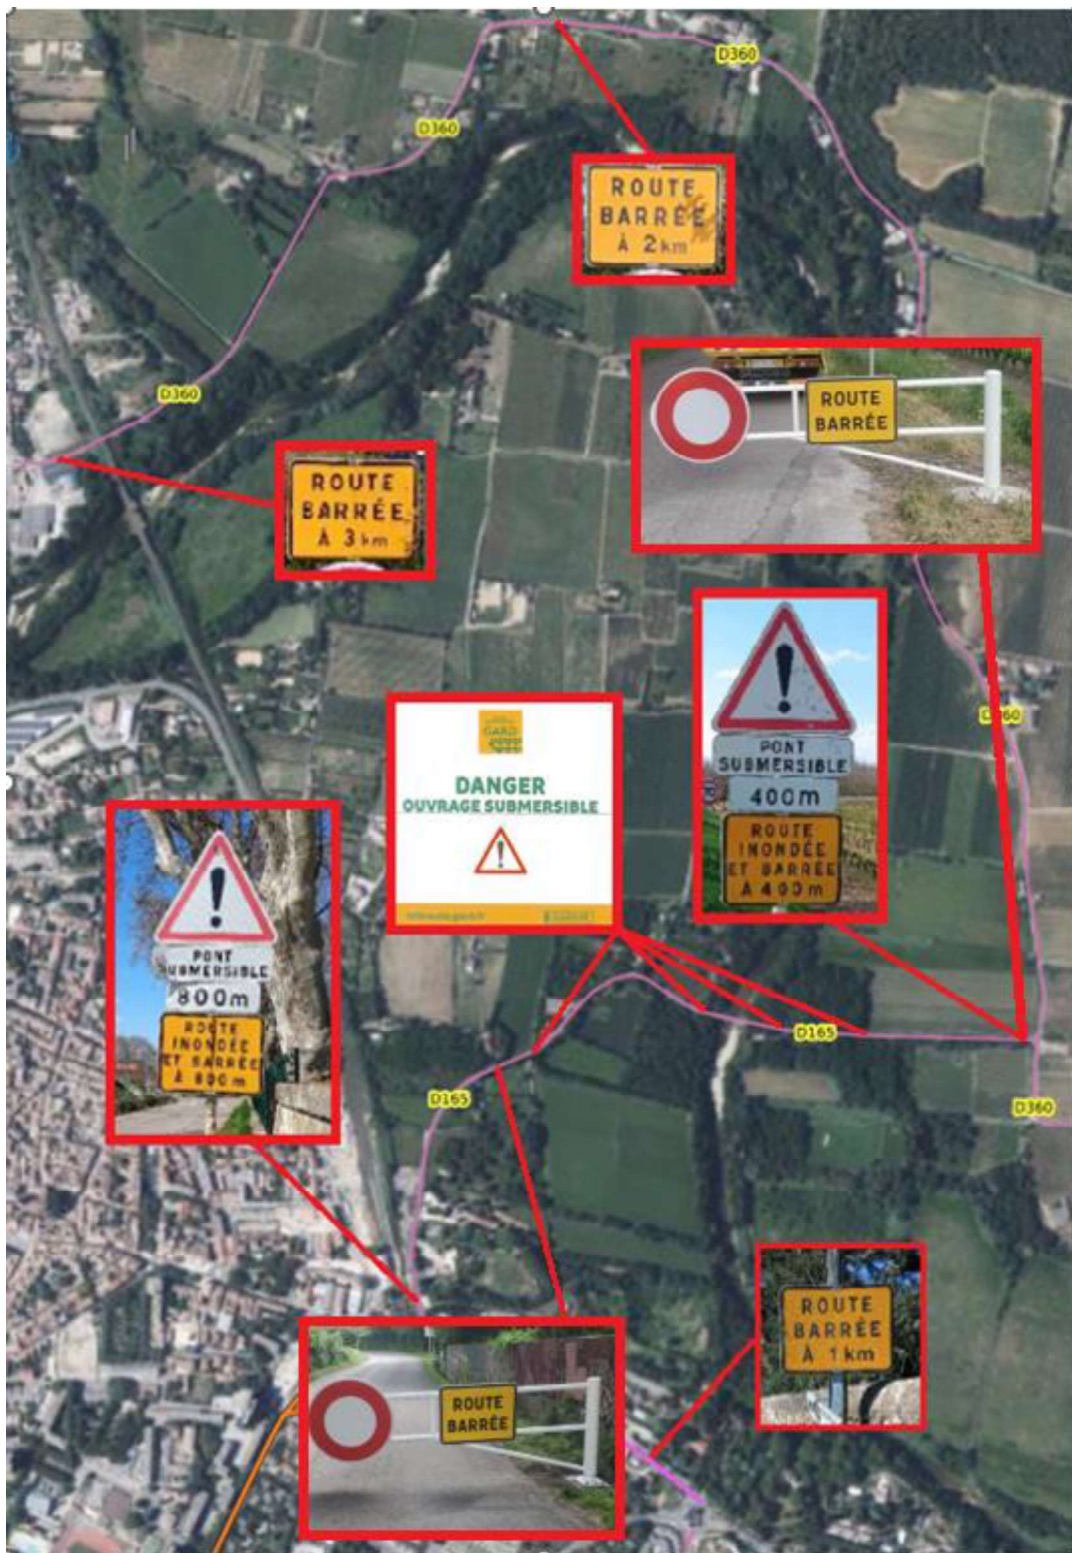 D360
D360
ROUTE
BARRÉE
À 2 km
D360
ROUTE
BARRÉE
ROUTE
BARRÉE
À 3 km
PONT
SUBMERSIBLE
400m
ROUTE
INONDÉE
ET BARRÉE
À 400m
D360
GARD
DANGER
OUVRAGE SUBMERSIBLE
PONT
SUBMERSIBLE
800m
ROUTE
INONDÉE
ET BARRÉE
À 800m
D165
D165
D360
ROUTE
BARRÉE
À 1 km
ROUTE
BARRÉE